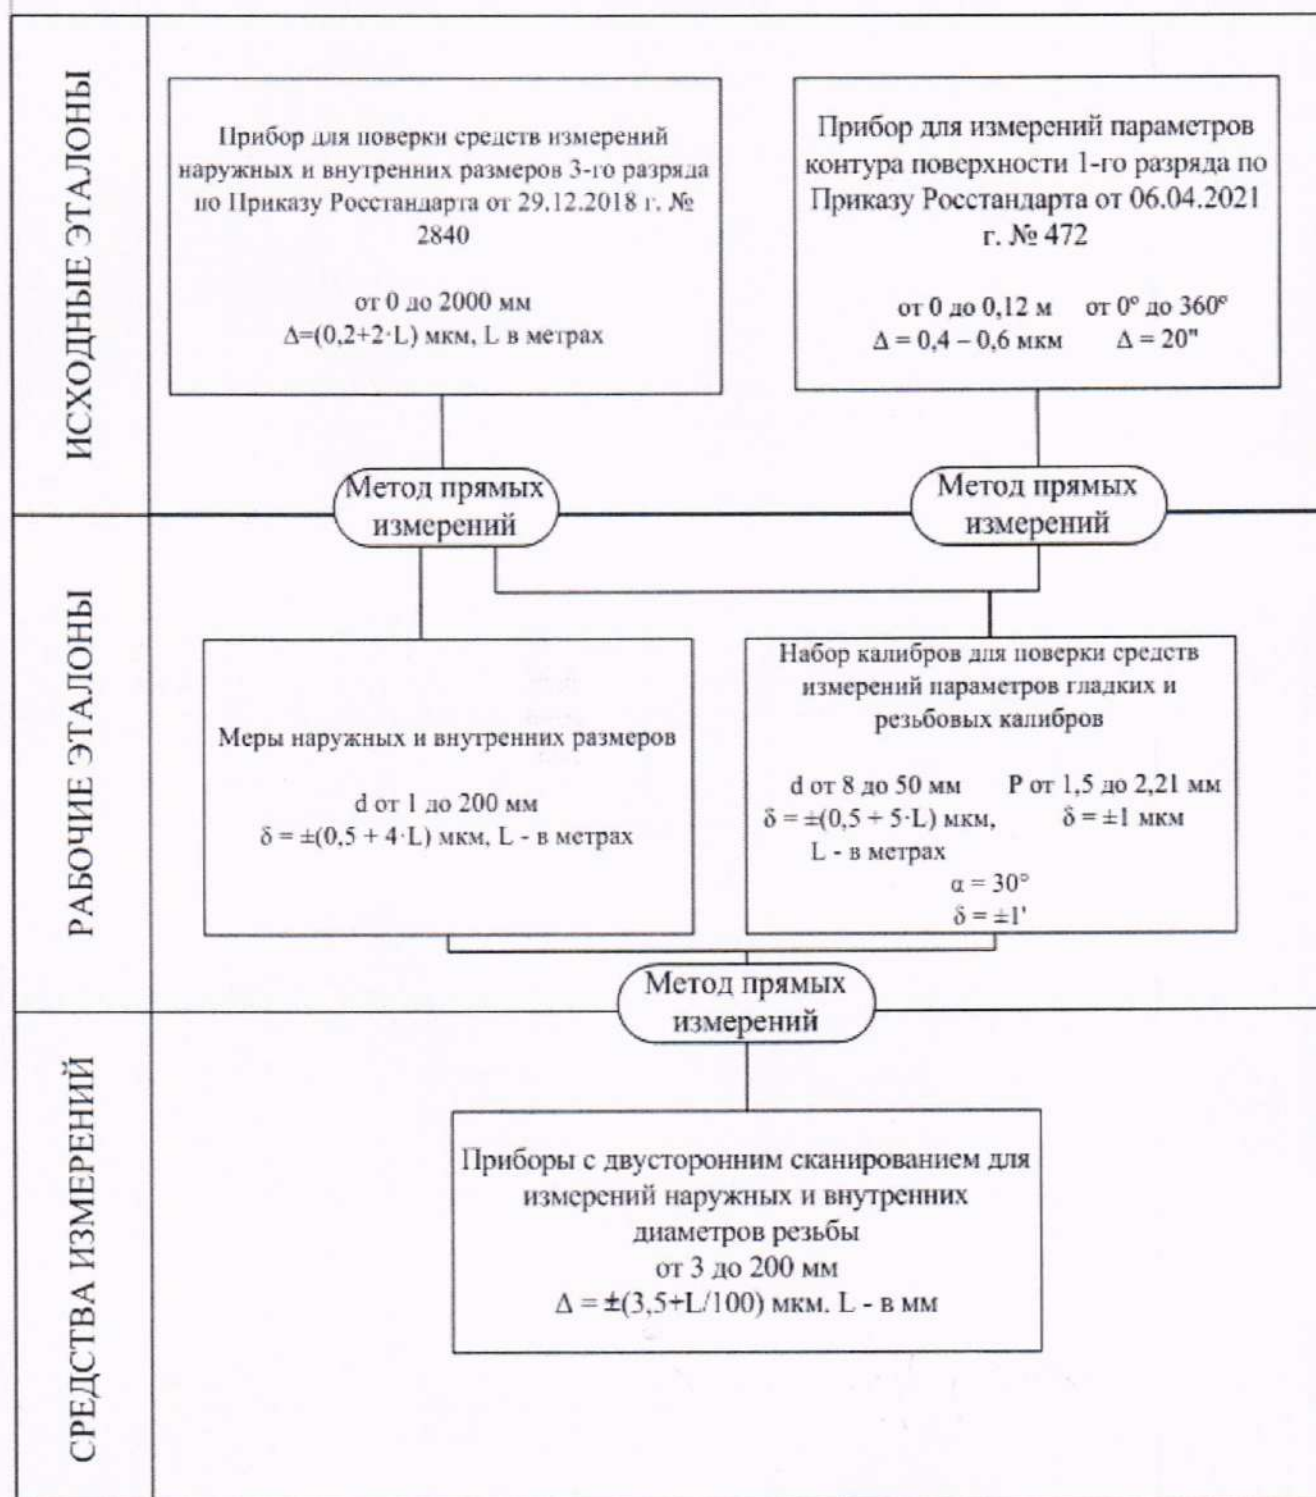 ИСХОДНЫЕ ЭТАЛОНЫ
Прибор для поверки средств измерений
наружных и внутренних размеров 3-го разряда
по Приказу Росстандарта от 29.12.2018 г. №
2840
от 0 до 2000 мм
Δ=(0,2+2·L) мкм, L в метрах
Прибор для измерений параметров
контура поверхности 1-го разряда по
Приказу Росстандарта от 06.04.2021
г. № 472
от 0 до 0,12 м от 0° до 360°
Δ = 0,4 – 0,6 мкм Δ = 20"
Метод прямых
измерений
Метод прямых
измерений
РАБОЧИЕ ЭТАЛОНЫ
Меры наружных и внутренних размеров
d от 1 до 200 мм
δ = ±(0,5 + 4·L) мкм, L - в метрах
Набор калибров для поверки средств
измерений параметров гладких и
резьбовых калибров
d от 8 до 50 мм P от 1,5 до 2,21 мм
δ = ±(0,5 + 5·L) мкм, δ = ±1 мкм
L - в метрах
α = 30°
δ = ±1'
Метод прямых
измерений
СРЕДСТВА ИЗМЕРЕНИЙ
Приборы с двусторонним сканированием для
измерений наружных и внутренних
диаметров резьбы
от 3 до 200 мм
Δ = ±(3,5+L/100) мкм. L - в мм